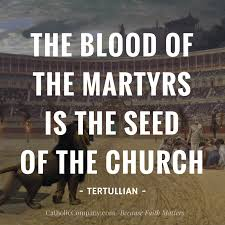 THE BLOOD OF
THE MARTYRS
IS THE SEED
OF THE CHURCH
- TERTULLIAN -
CatholicCompany.com - Because Faith Matters